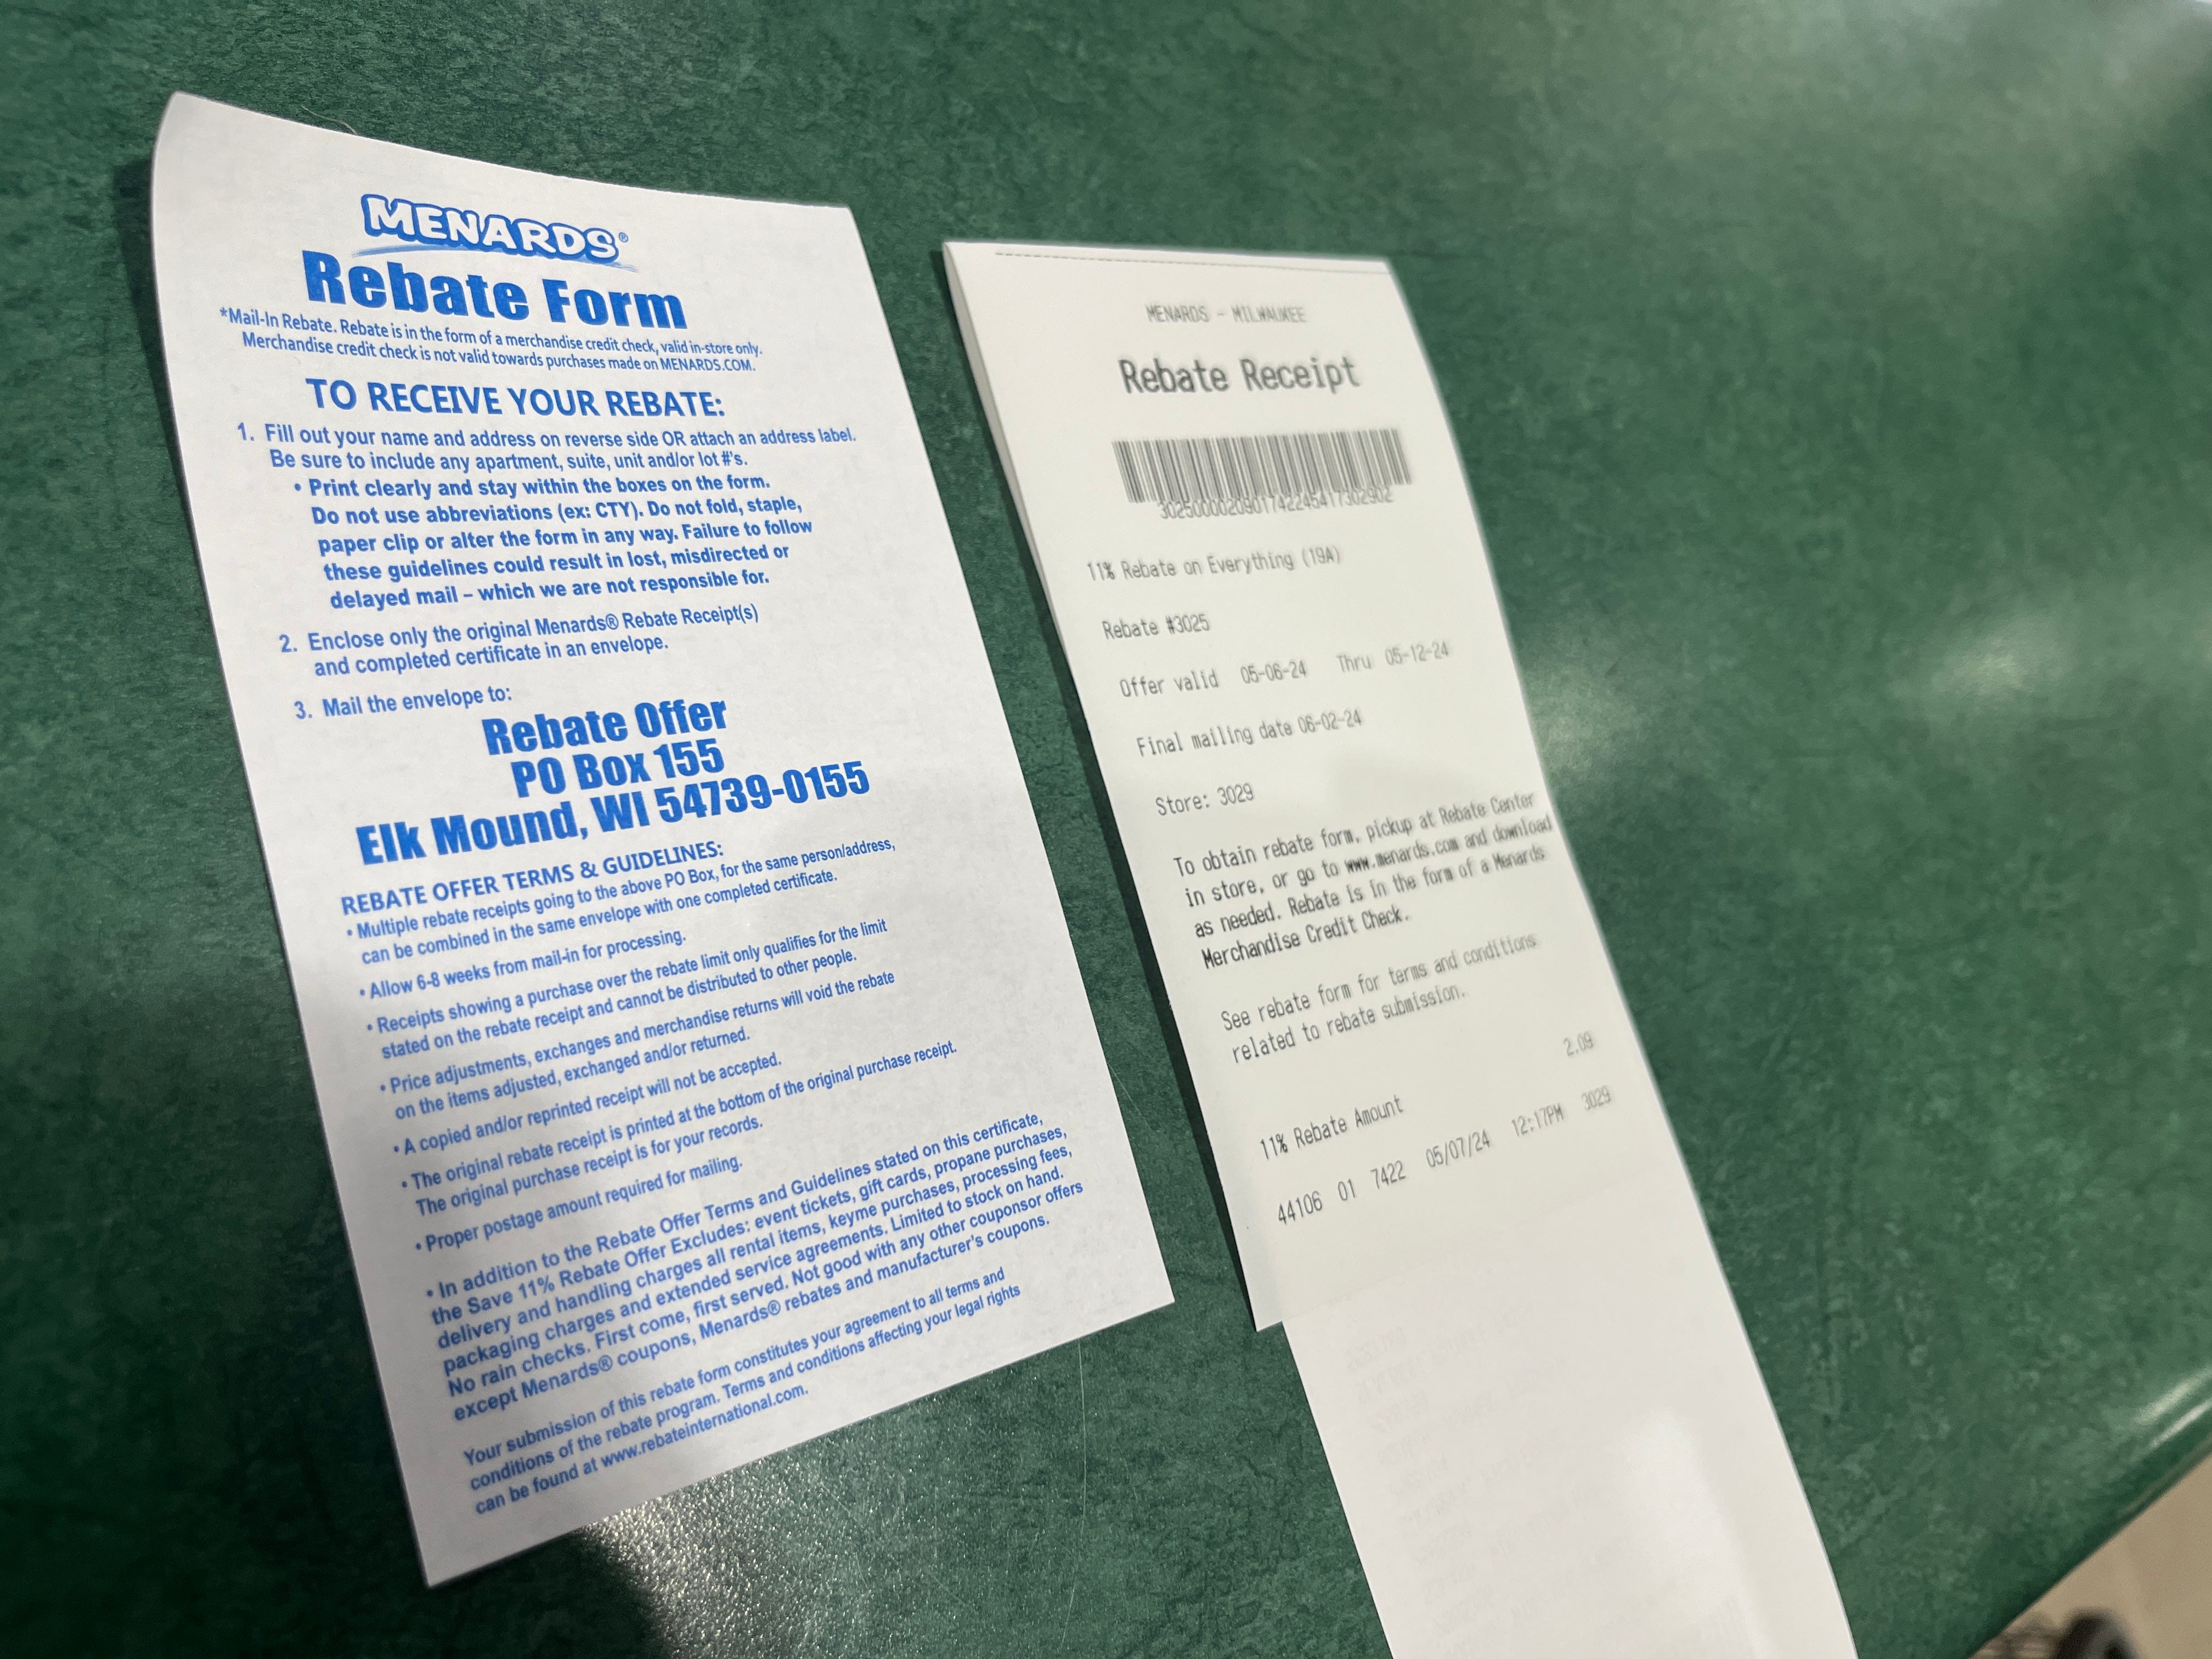 MENARDS®
Rebate Form
*Mail-In Rebate. Rebate is in the form of a merchandise credit check, valid in-store only.
Merchandise credit check is not valid towards purchases made on MENARDS.COM.
TO RECEIVE YOUR REBATE:
1. Fill out your name and address on reverse side OR attach an address label.
Be sure to include any apartment, suite, unit and/or lot #'s.
• Print clearly and stay within the boxes on the form.
Do not use abbreviations (ex: CTY). Do not fold, staple,
paper clip or alter the form in any way. Failure to follow
these guidelines could result in lost, misdirected or
delayed mail – which we are not responsible for.
2. Enclose only the original Menards® Rebate Receipt(s)
and completed certificate in an envelope.
3. Mail the envelope to:
Rebate Offer
PO Box 155
Elk Mound, WI 54739-0155
REBATE OFFER TERMS & GUIDELINES:
• Multiple rebate receipts going to the above PO Box, for the same person/address,
can be combined in the same envelope with one completed certificate.
• Allow 6-8 weeks from mail-in for processing.
• Receipts showing a purchase over the rebate limit only qualifies for the limit
stated on the rebate receipt and cannot be distributed to other people.
• Price adjustments, exchanges and merchandise returns will void the rebate
on the items adjusted, exchanged and/or returned.
• A copied and/or reprinted receipt will not be accepted.
• The original rebate receipt is printed at the bottom of the original purchase receipt.
The original purchase receipt is for your records.
• Proper postage amount required for mailing.
• In addition to the Rebate Offer Terms and Guidelines stated on this certificate,
the Save 11% Rebate Offer Excludes: event tickets, gift cards, propane purchases,
delivery and handling charges all rental items, keyme purchases, processing fees,
packaging charges and extended service agreements. Limited to stock on hand.
No rain checks. First come, first served. Not good with any other couponsor offers
except Menards® coupons, Menards® rebates and manufacturer's coupons.
Your submission of this rebate form constitutes your agreement to all terms and
conditions of the rebate program. Terms and conditions affecting your legal rights
can be found at www.rebateinternational.com.
MENARDS - MILWAUKEE
Rebate Receipt
3025000020901742245417302902
11% Rebate on Everything (19A)
Rebate #3025
Offer valid 05-06-24 Thru 05-12-24
Final mailing date 06-02-24
Store: 3029
To obtain rebate form, pickup at Rebate Center
in store, or go to www.menards.com and download
as needed. Rebate is in the form of a Menards
Merchandise Credit Check.
See rebate form for terms and conditions
related to rebate submission.
11% Rebate Amount 2.09
44106 01 7422 05/07/24 12:17PM 3029